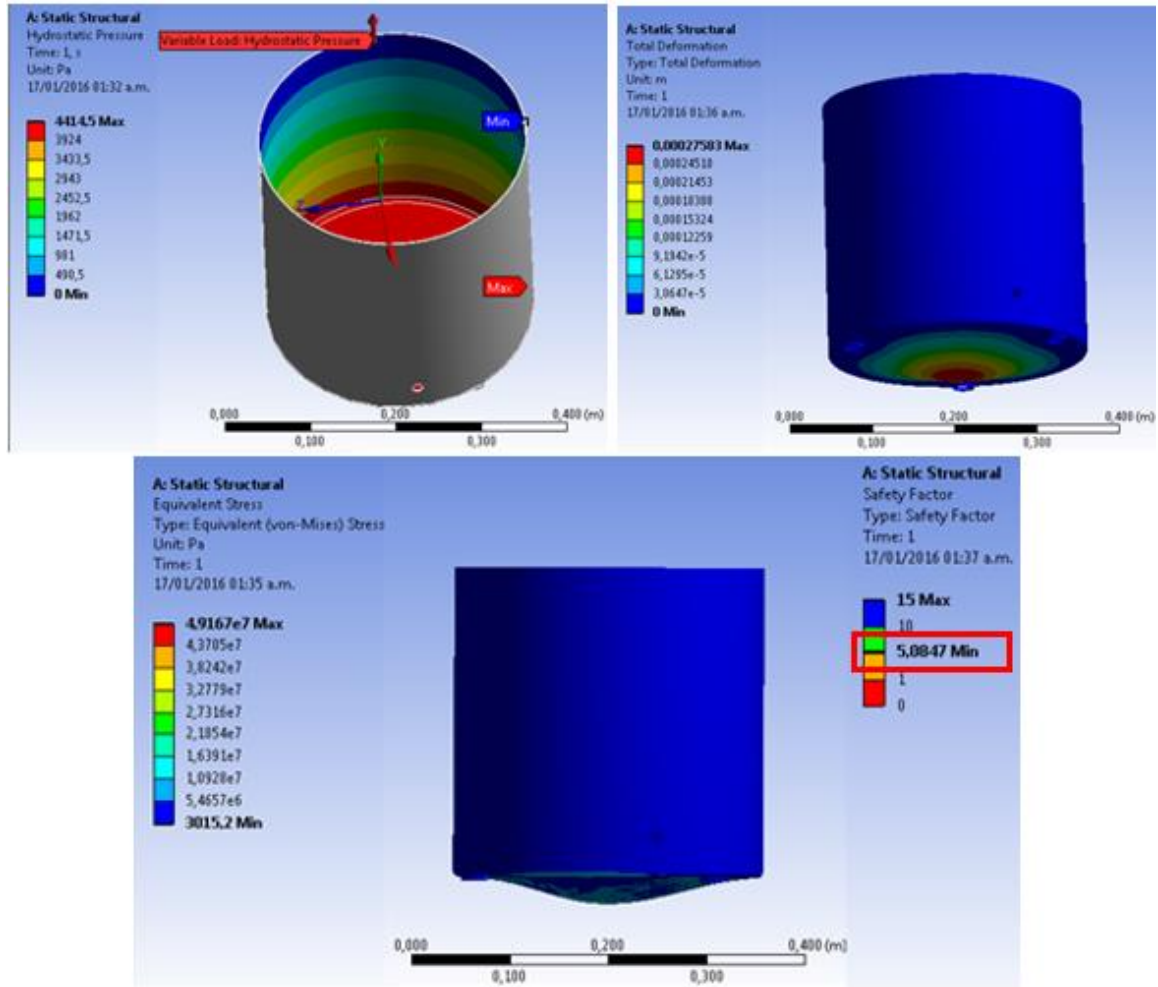 A: Static Structural
Hydrostatic Pressure
Time: 1, s
Unit: Pa
17/01/2016 01:32 a.m.
4414,5 Max
3924
3433,5
2943
2452,5
1962
1471,5
981
490,5
0 Min
Variable Load: Hydrostatic Pressure
Min
Y
Z
Max
0,000 0,200 0,400 (m)
0,100 0,300
A: Static Structural
Total Deformation
Type: Total Deformation
Unit: m
Time: 1
17/01/2016 01:36 a.m.
0,00027583 Max
0,00024518
0,00021453
0,00018388
0,00015324
0,00012259
9,1942e-5
6,1295e-5
3,0647e-5
0 Min
0,000 0,200 0,400 (m)
0,100 0,300
A: Static Structural
Equivalent Stress
Type: Equivalent (von-Mises) Stress
Unit: Pa
Time: 1
17/01/2016 01:35 a.m.
4,9167e7 Max
4,3705e7
3,8242e7
3,2779e7
2,7316e7
2,1854e7
1,6391e7
1,0928e7
5,4657e6
3015,2 Min
0,000 0,200 0,400 (m)
0,100 0,300
A: Static Structural
Safety Factor
Type: Safety Factor
Time: 1
17/01/2016 01:37 a.m.
15 Max
10
5,0847 Min
1
0